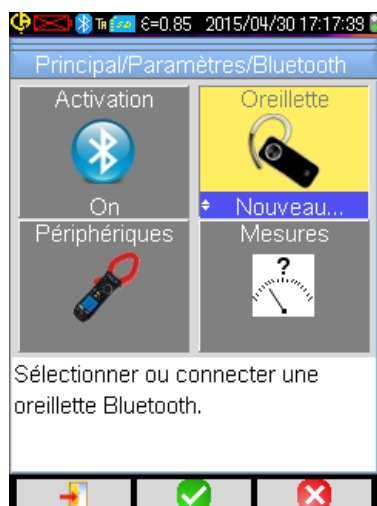 TA ε=0.85 2015/04/30 17:17:39
Principal/Paramètres/Bluetooth
Activation
Oreillette
On
Nouveau...
Périphériques
Mesures
?
Sélectionner ou connecter une
oreillette Bluetooth.